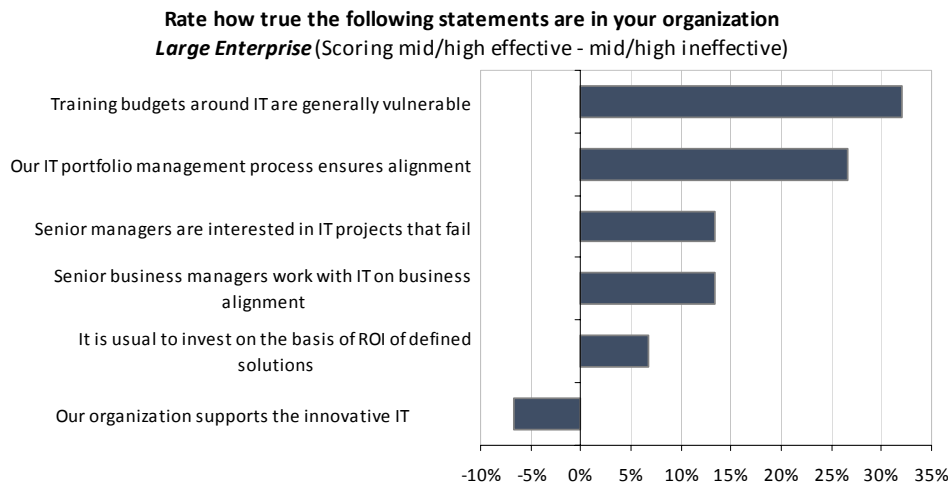 Rate how true the following statements are in your organization
Large Enterprise (Scoring mid/high effective - mid/high ineffective)
Training budgets around IT are generally vulnerable
Our IT portfolio management process ensures alignment
Senior managers are interested in IT projects that fail
Senior business managers work with IT on business
alignment
It is usual to invest on the basis of ROI of defined
solutions
Our organization supports the innovative IT
-10% -5% 0% 5% 10% 15% 20% 25% 30% 35%